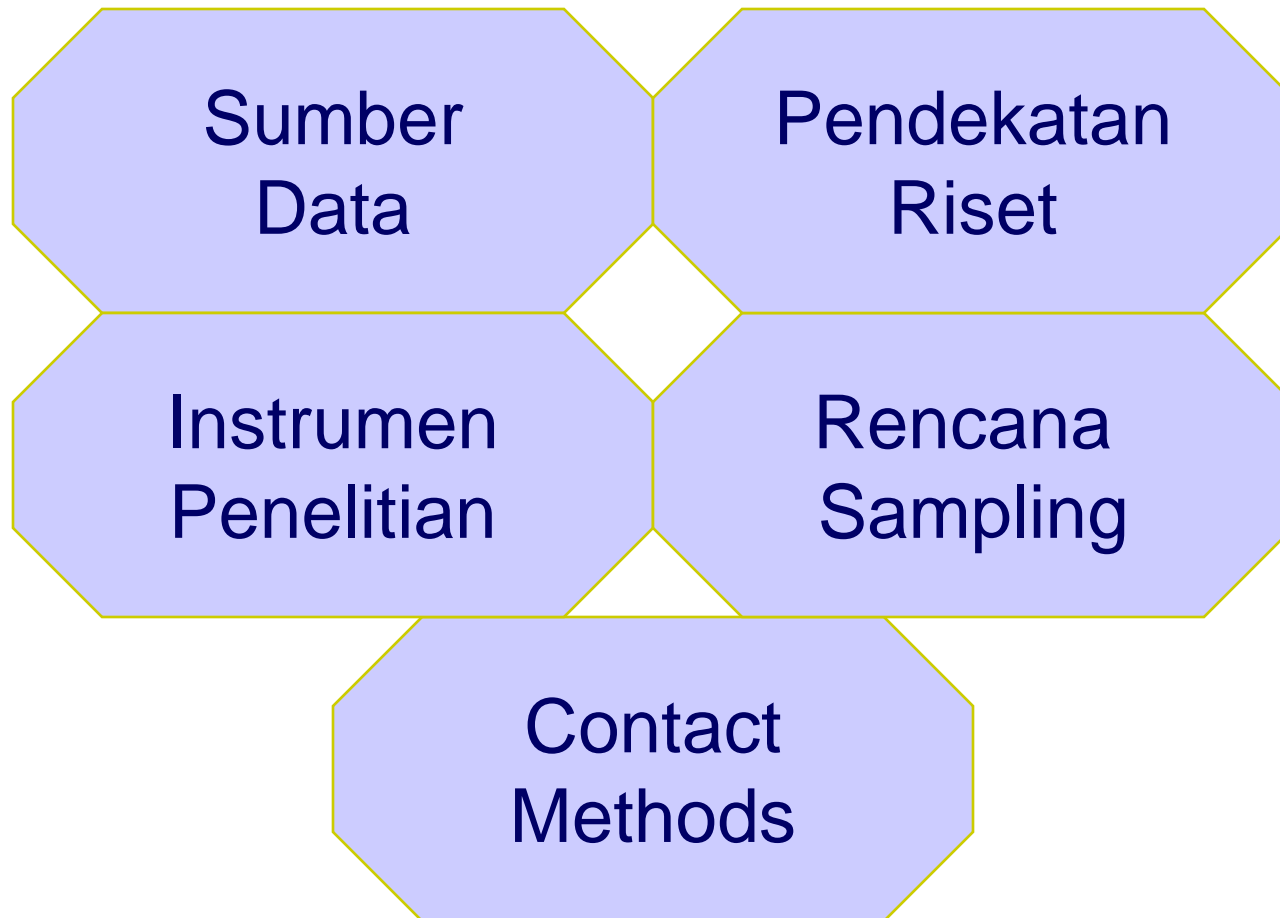 Sumber
Data
Pendekatan
Riset
Instrumen
Penelitian
Rencana
Sampling
Contact
Methods